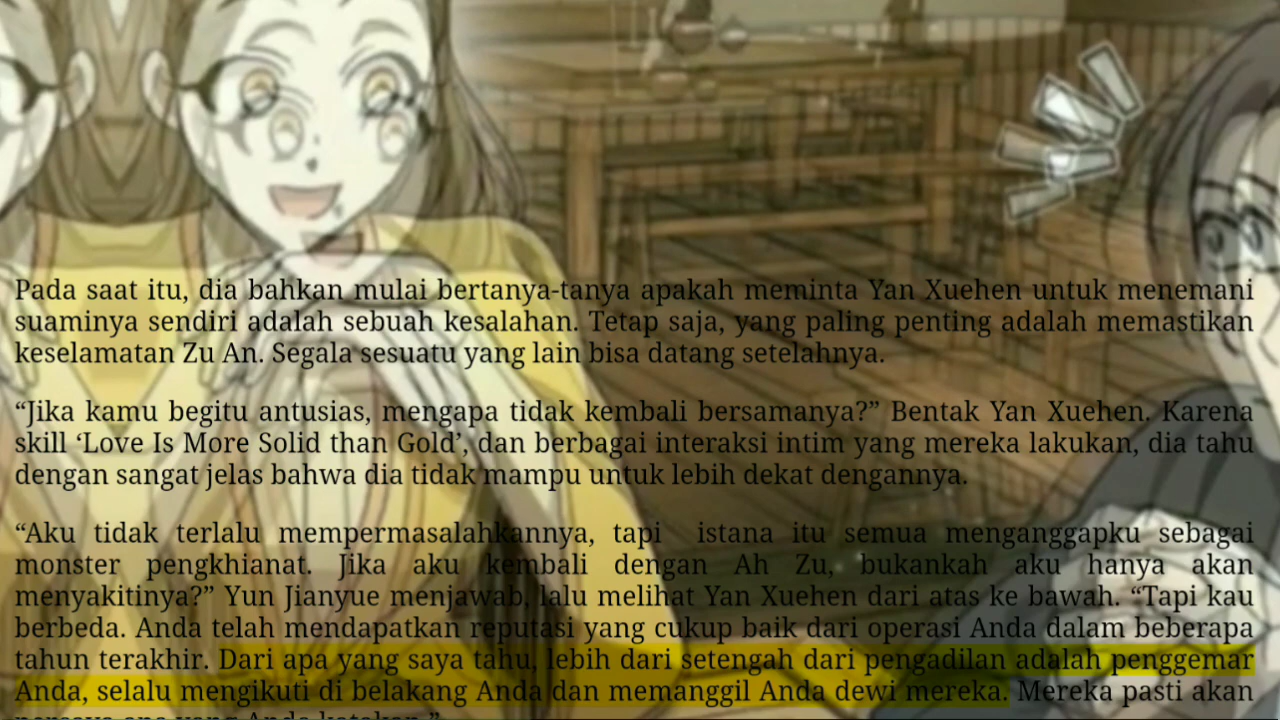 Pada saat itu, dia bahkan mulai bertanya-tanya apakah meminta Yan Xuehen untuk menemani
suaminya sendiri adalah sebuah kesalahan. Tetap saja, yang paling penting adalah memastikan
keselamatan Zu An. Segala sesuatu yang lain bisa datang setelahnya.
“Jika kamu begitu antusias, mengapa tidak kembali bersamanya?” Bentak Yan Xuehen. Karena
skill ‘Love Is More Solid than Gold’, dan berbagai interaksi intim yang mereka lakukan, dia tahu
dengan sangat jelas bahwa dia tidak mampu untuk lebih dekat dengannya.
“Aku tidak terlalu mempermasalahkannya, tapi istana itu semua menganggapku sebagai
monster pengkhianat. Jika aku kembali dengan Ah Zu, bukankah aku hanya akan
menyakitinya?” Yun Jianyue menjawab, lalu melihat Yan Xuehen dari atas ke bawah. “Tapi kau
berbeda. Anda telah mendapatkan reputasi yang cukup baik dari operasi Anda dalam beberapa
tahun terakhir. Dari apa yang saya tahu, lebih dari setengah dari pengadilan adalah penggemar
Anda, selalu mengikuti di belakang Anda dan memanggil Anda dewi mereka. Mereka pasti akan
percaya apa yang Anda katakan.”